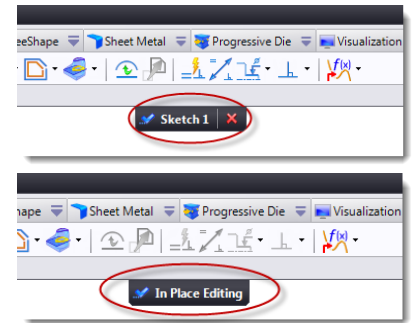 eeShape Sheet Metal Progressive Die Visualization
f(x)
Sketch 1
hape Sheet Metal Progressive Die Visualization
f(x)
In Place Editing